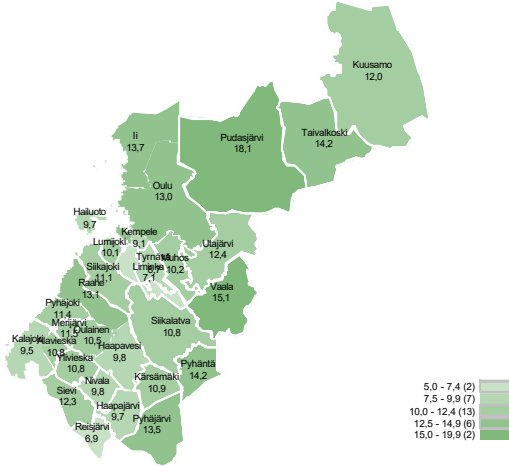 Kuusamo
12,0
Taivalkoski
14,2
Pudasjärvi
18,1
Ii
13,7
Oulu
13,0
Hailuoto
9,7
Kempele
9,1
Lumijoki
10,1
Tyrnävä
Muhos
10,2
Liminka
7,1
Utajärvi
12,4
Siikajoki
11,1
Raahe
13,1
Vaala
15,1
Pyhäjoki
11,4
Merijärvi
11,5
Oulainen
10,5
Siikalatva
10,8
Kalajoki
9,5
Alavieska
10,8
Haapavesi
9,8
Ylivieska
10,8
Pyhäntä
14,2
Nivala
9,8
Kärsämäki
10,9
Sievi
12,3
Haapajärvi
9,7
Pyhäjärvi
13,5
Reisjärvi
6,9
5,0 - 7,4 (2)
7,5 - 9,9 (7)
10,0 - 12,4 (13)
12,5 - 14,9 (6)
15,0 - 19,9 (2)